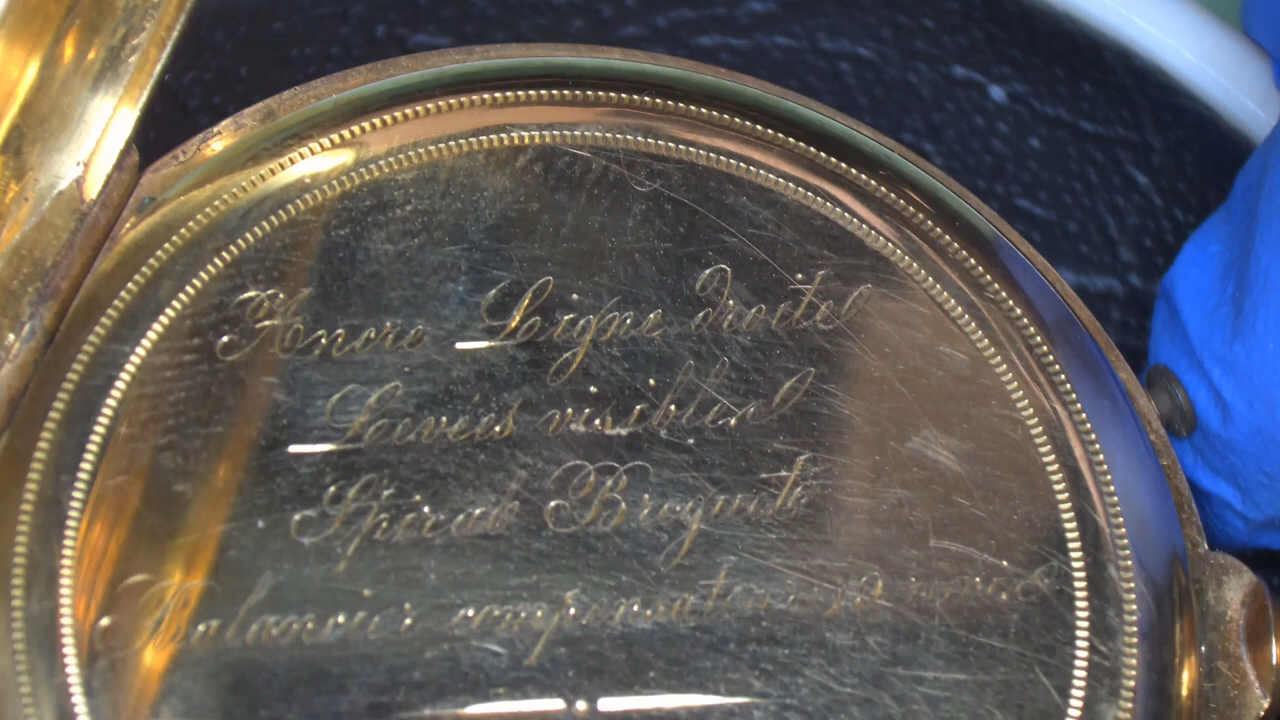 Ancre Ligne droite
Levées visibles
Spiral Breguet
Balancier compensateur